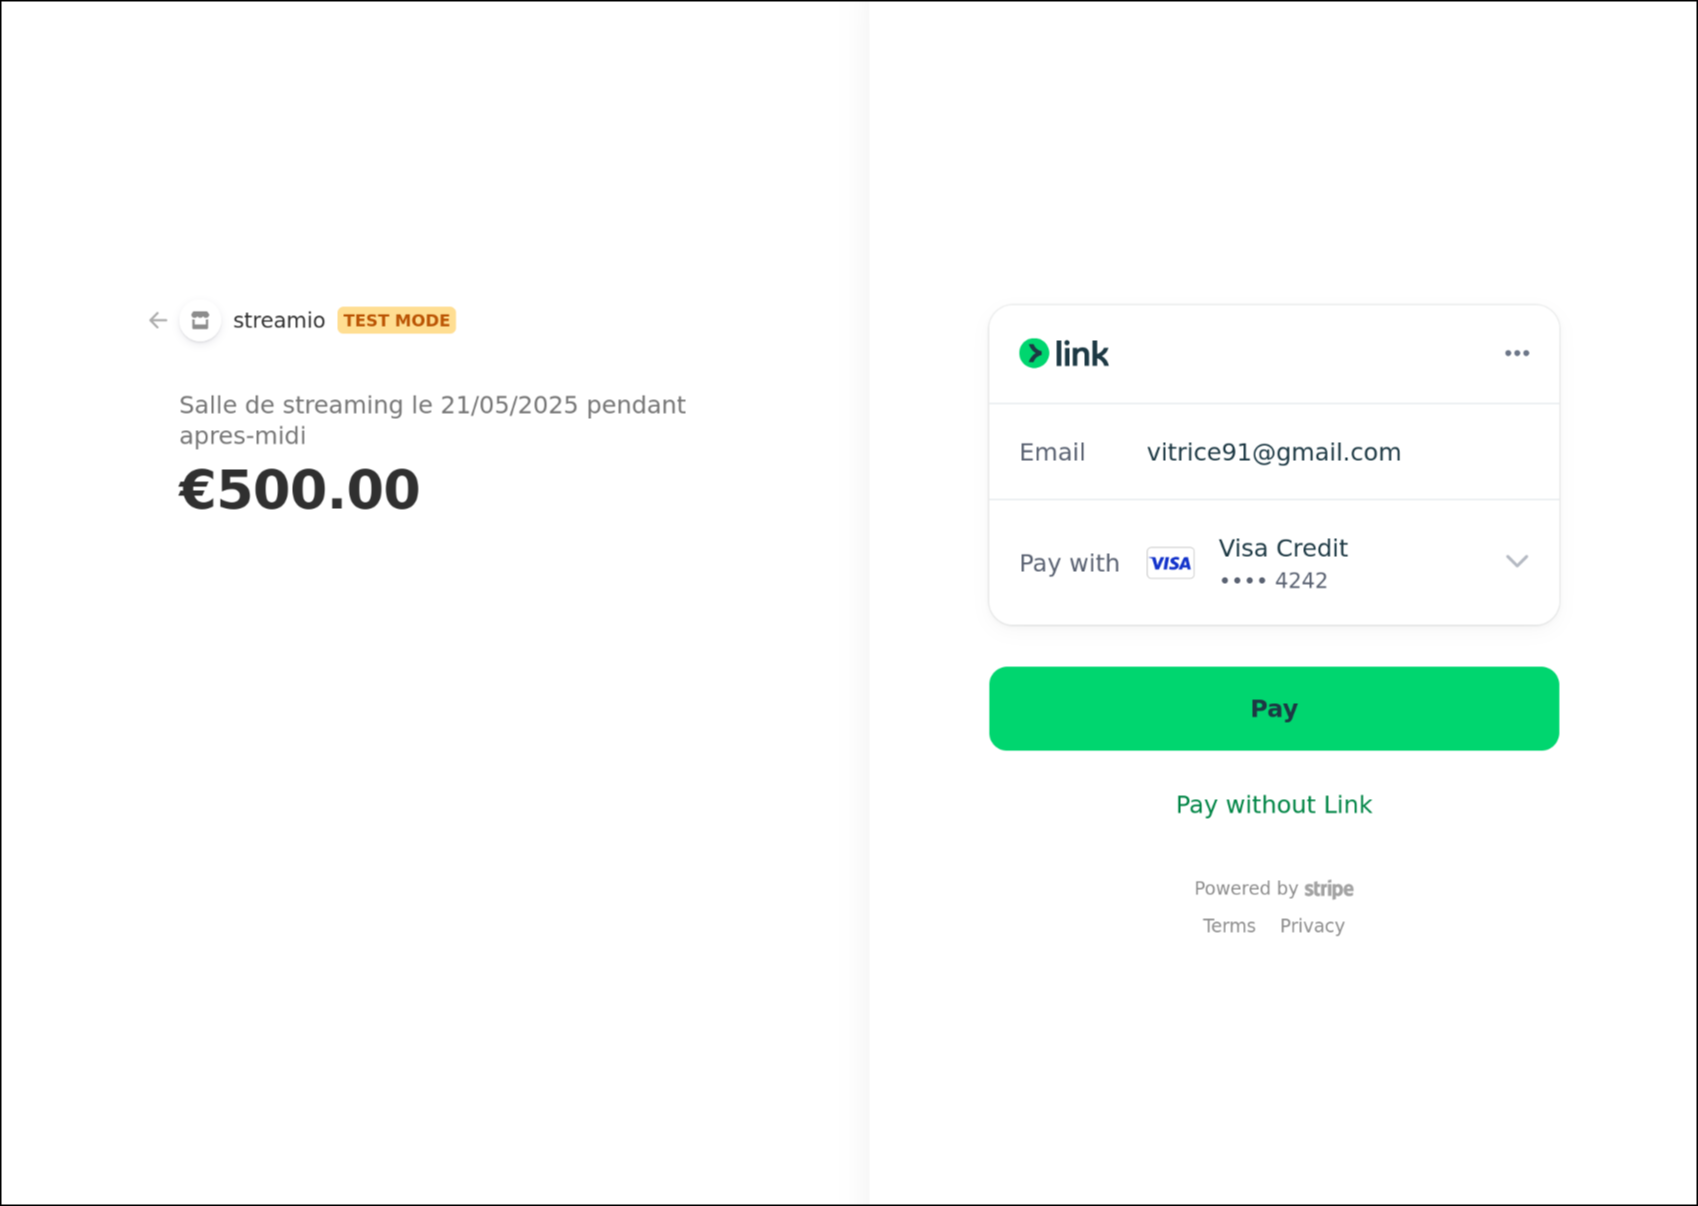 streamio TEST MODE
Salle de streaming le 21/05/2025 pendant
apres-midi
€500.00
link
Email vitrice91@gmail.com
Pay with VISA Visa Credit
•••• 4242
Pay
Pay without Link
Powered by stripe
Terms Privacy